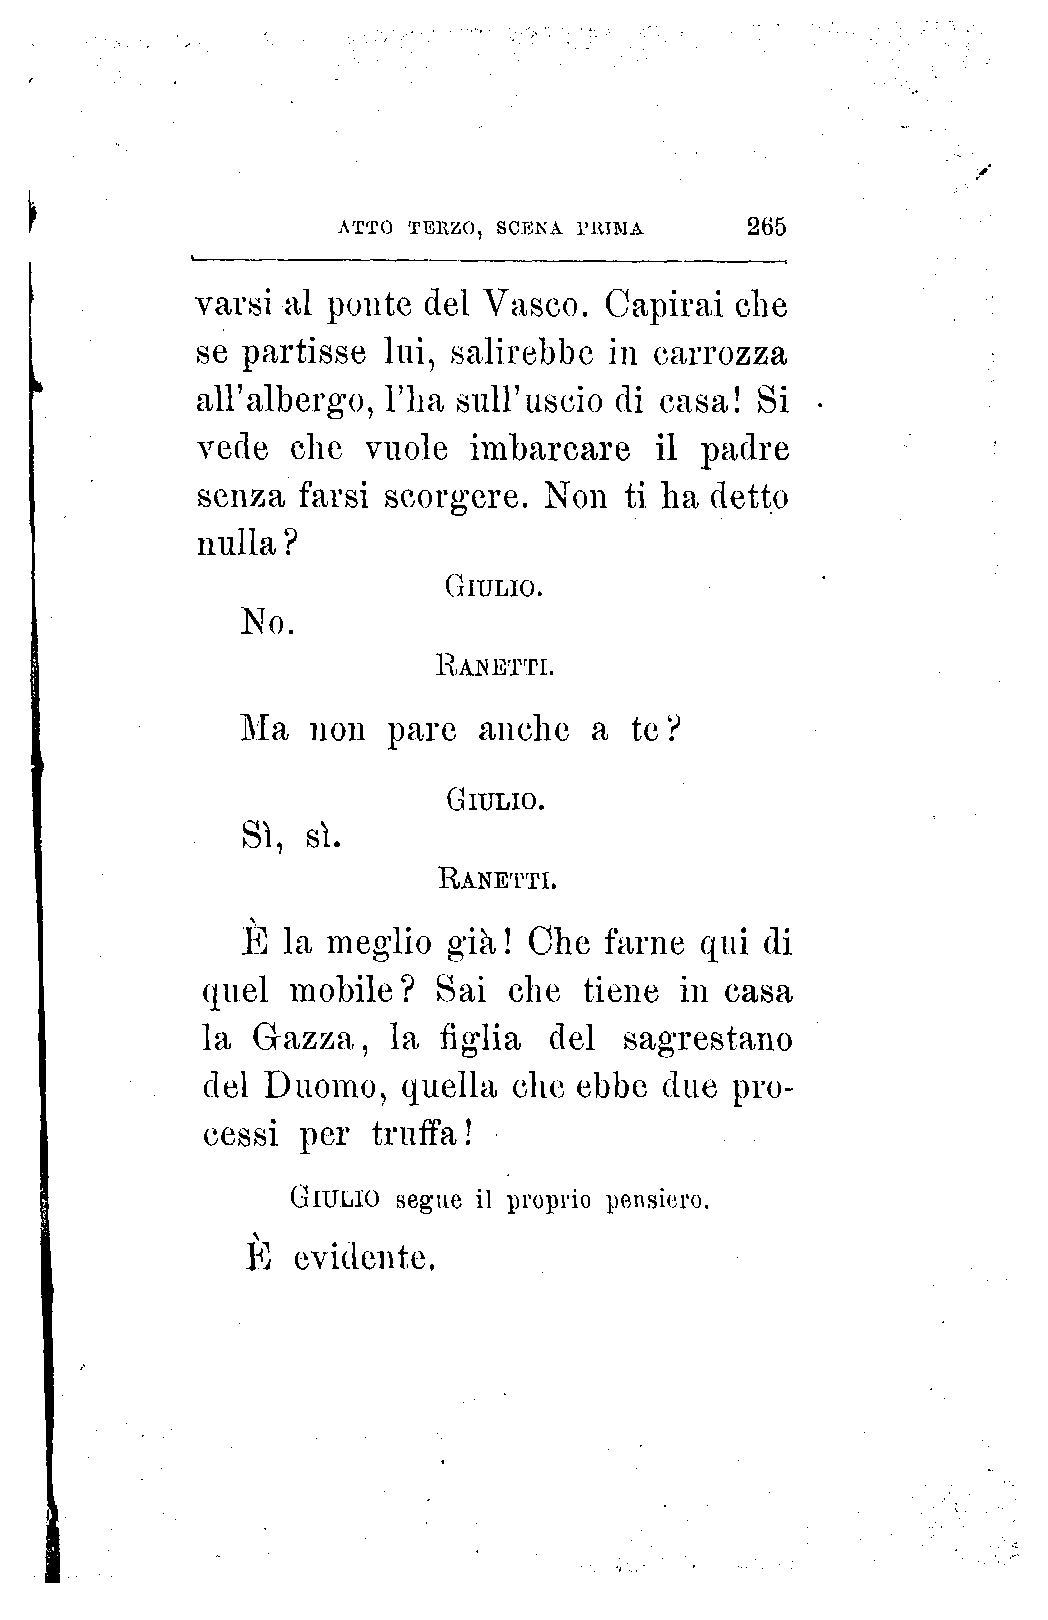 ATTO TERZO, SCENA PRIMA 265
varsi al ponte del Vasco. Capirai che
se partisse lui, salirebbe in carrozza
all'albergo, l'ha sull'uscio di casa! Si
vede che vuole imbarcare il padre
senza farsi scorgere. Non ti ha detto
nulla?
GIULIO.
No.
RANETTI.
Ma non pare anche a te?
GIULIO.
Sì, sì.
RANETTI.
È la meglio già! Che farne qui di
quel mobile? Sai che tiene in casa
la Gazza, la figlia del sagrestano
del Duomo, quella che ebbe due pro-
cessi per truffa!
GIULIO segue il proprio pensiero.
È evidente.